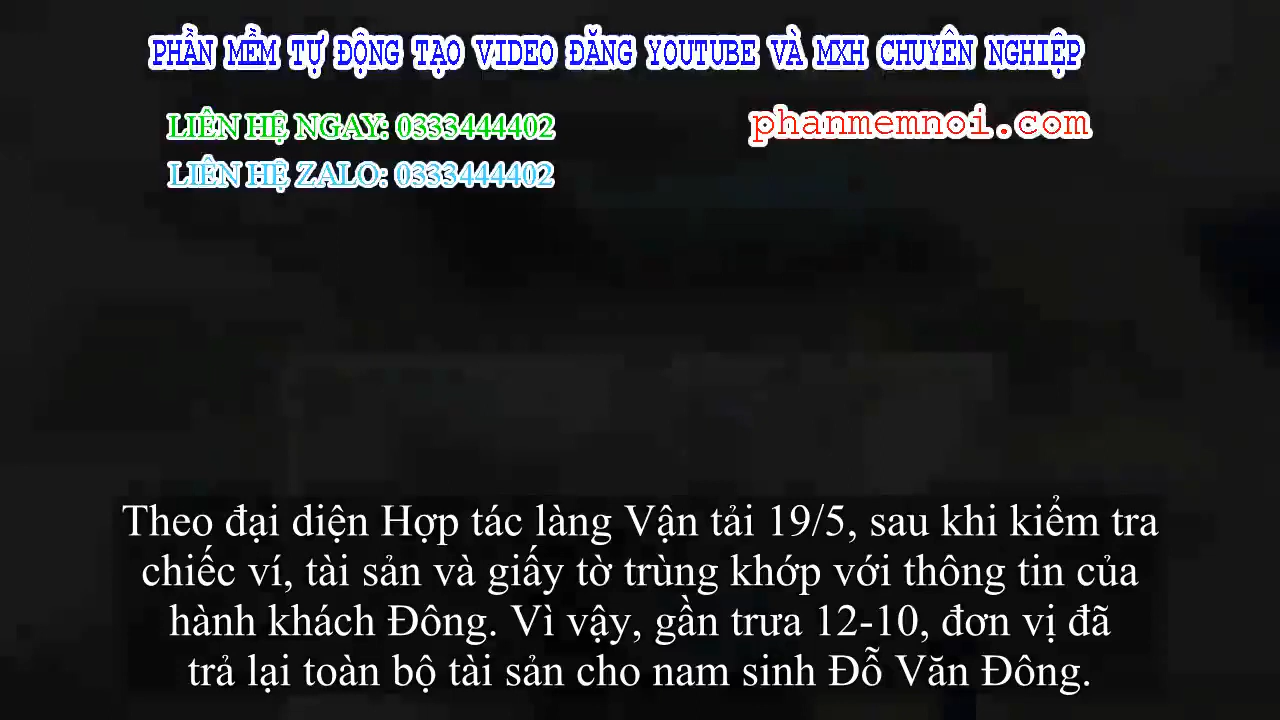 PHẦN MỀM TỰ ĐỘNG TẠO VIDEO ĐĂNG YOUTUBE VÀ MXH CHUYÊN NGHIỆP
LIÊN HỆ NGAY: 0333444402
phanmemnoi.com
LIÊN HỆ ZALO: 0333444402
Theo đại diện Hợp tác làng Vận tải 19/5, sau khi kiểm tra
chiếc ví, tài sản và giấy tờ trùng khớp với thông tin của
hành khách Đông. Vì vậy, gần trưa 12-10, đơn vị đã
trả lại toàn bộ tài sản cho nam sinh Đỗ Văn Đông.